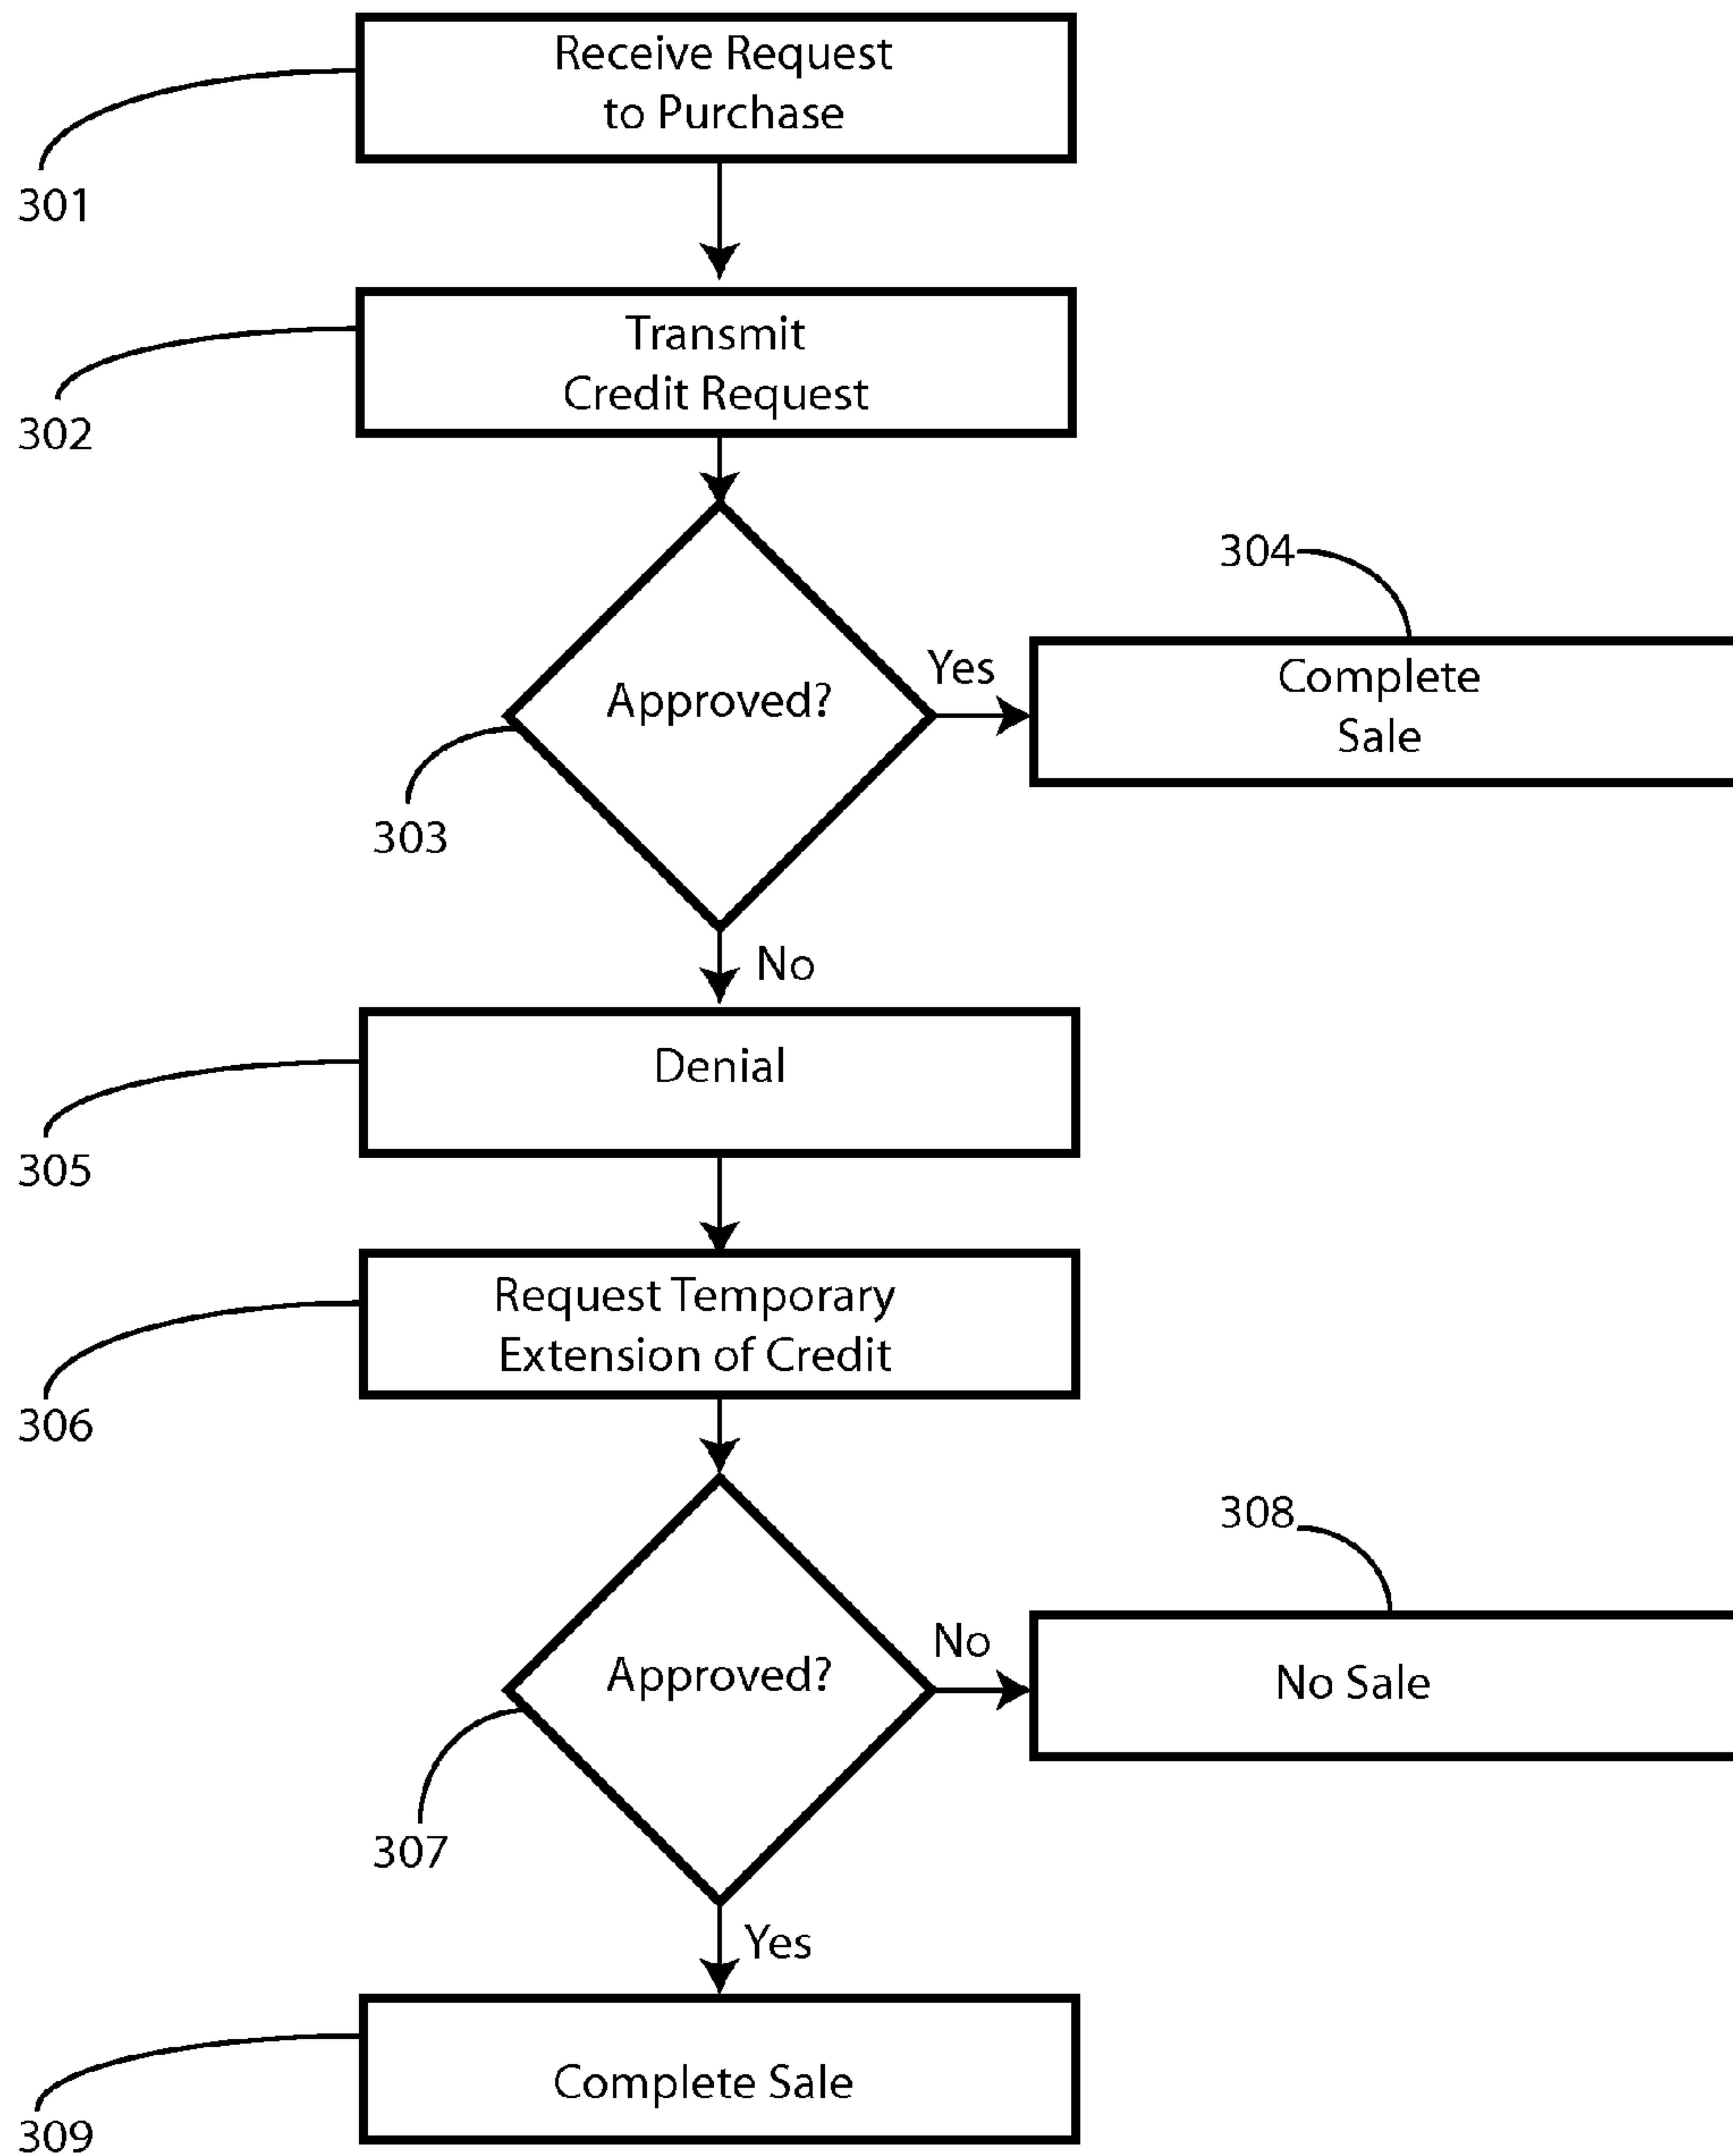 Receive Request
to Purchase
301
Transmit
Credit Request
302
304
Yes
Complete
Sale
Approved?
303
No
Denial
305
Request Temporary
Extension of Credit
306
308
No
No Sale
Approved?
307
Yes
Complete Sale
309